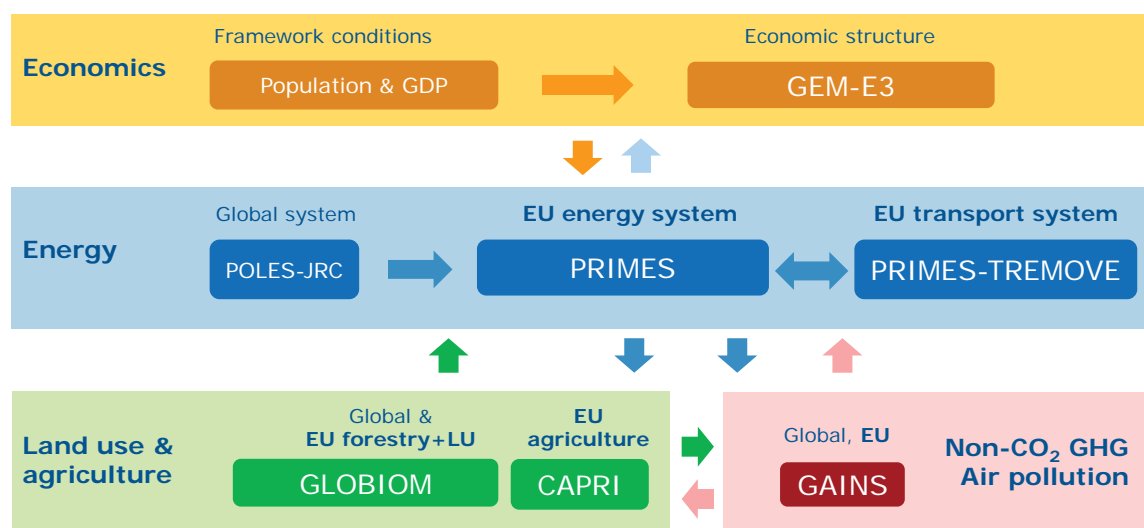 Framework conditions
Economic structure
Economics
Population & GDP
GEM-E3
Global system
EU energy system
EU transport system
Energy
POLES-JRC
PRIMES
PRIMES-TREMOVE
Land use &
agriculture
Global &
EU forestry+LU
GLOBIOM
EU
agriculture
CAPRI
Global, EU
GAINS
Non-CO₂ GHG
Air pollution